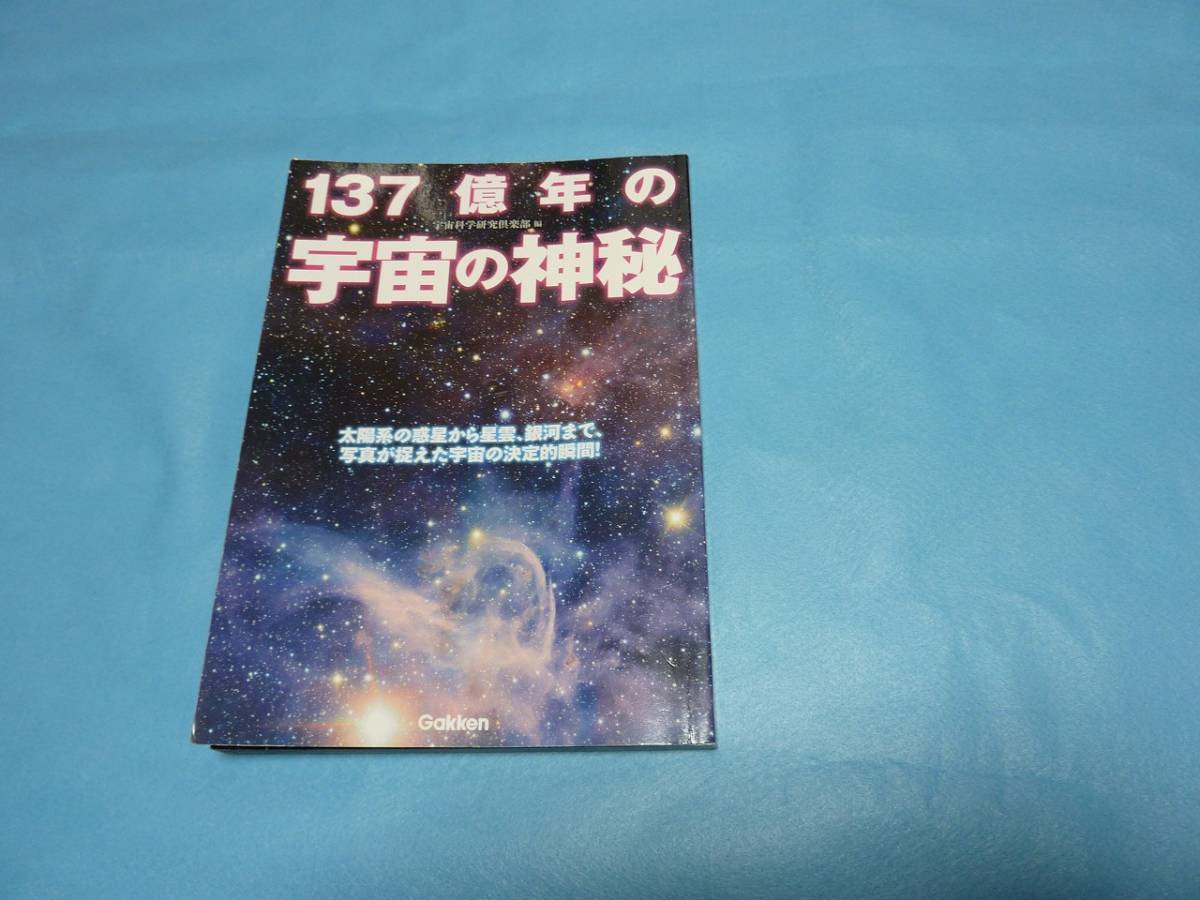 137億年の
宇宙科学研究倶楽部 編
宇宙の神秘
太陽系の惑星から星雲、銀河まで、
写真が捉えた宇宙の決定的瞬間!
Gakken